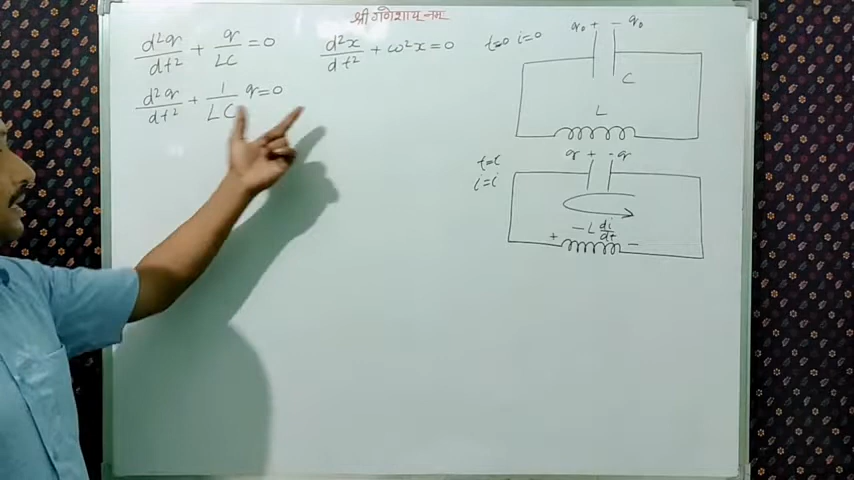 श्री गणेशाय नमः
d²q/dt² + q/LC = 0
d²q/dt² + 1/LC q = 0
d²x/dt² + ω²x = 0
t=0 i=0
q₀ + - q₀
C
L
t=t
i=i
q + - q
- L di/dt
+ -